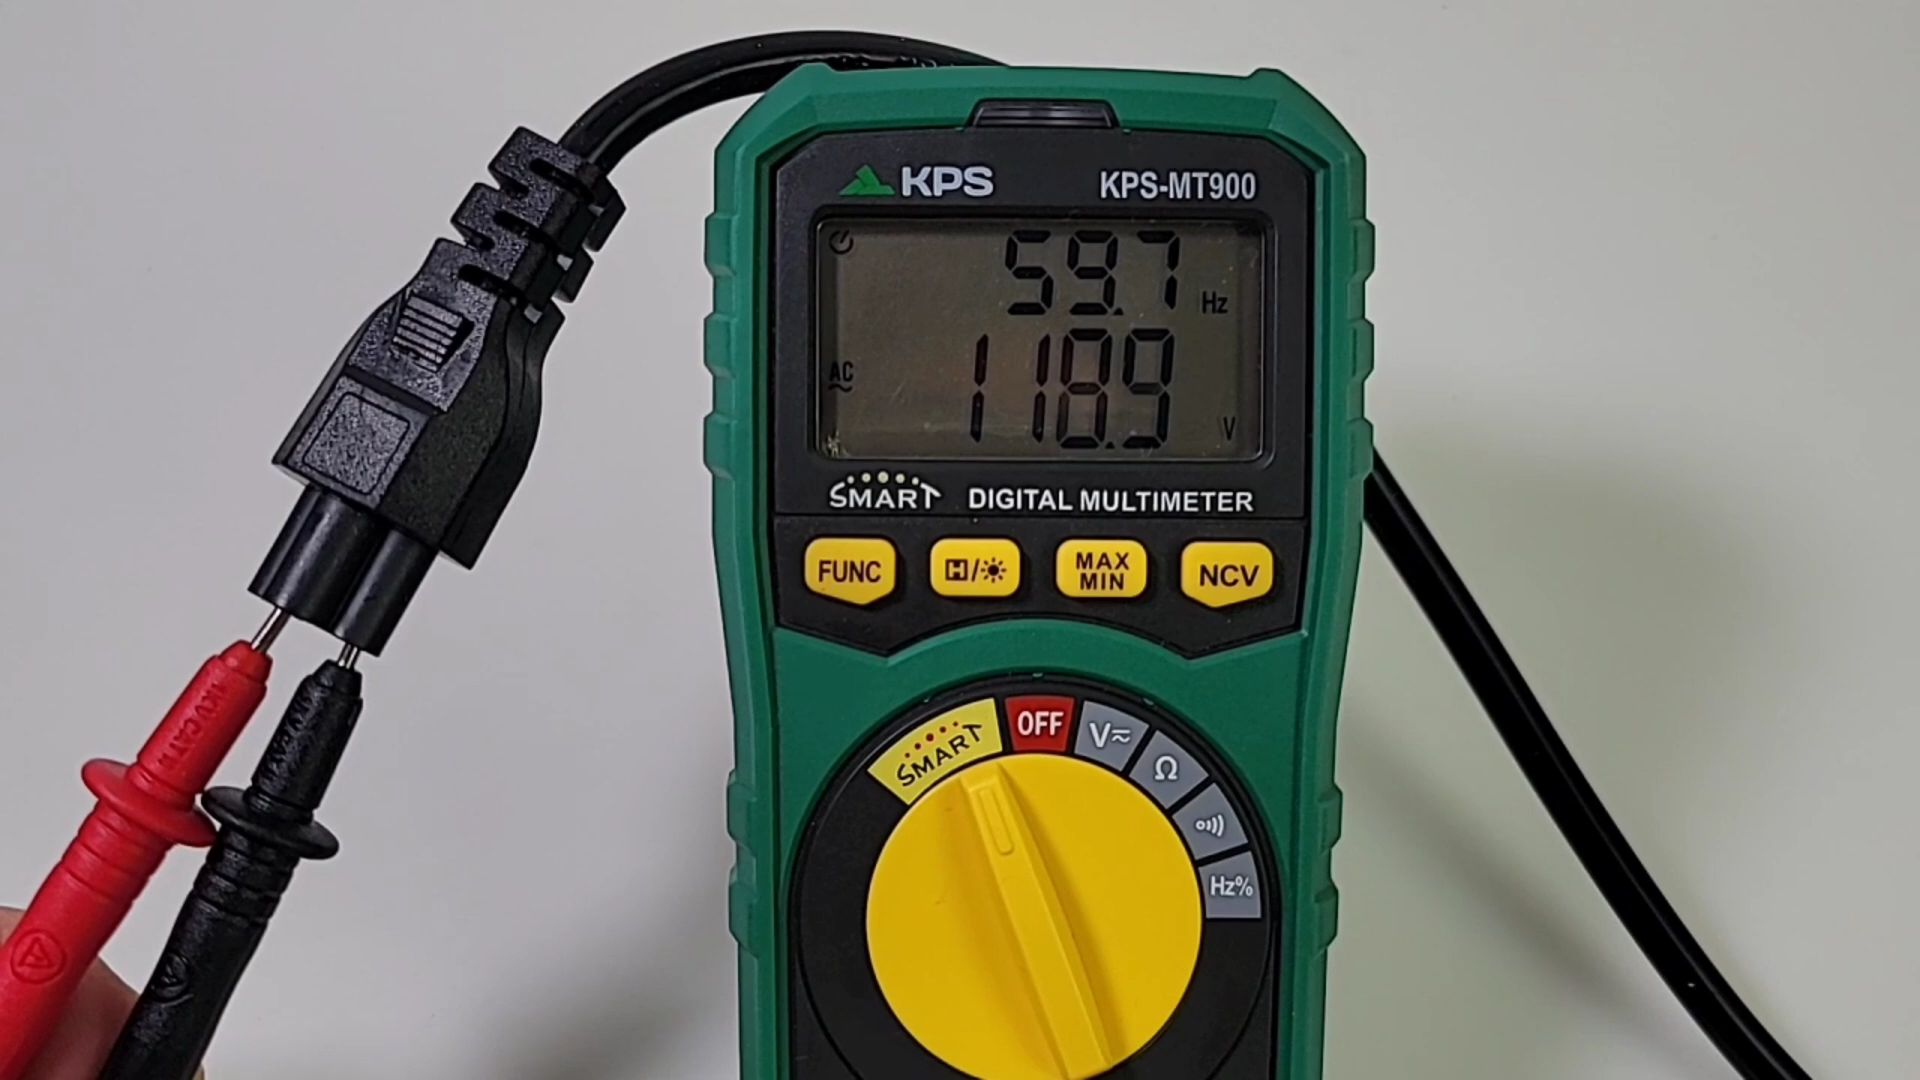 KPS KPS-MT900
59.7 Hz
AC 118.9 V
SMART DIGITAL MULTIMETER
FUNC H/ MAX MIN NCV
SMART OFF V Ω Hz%